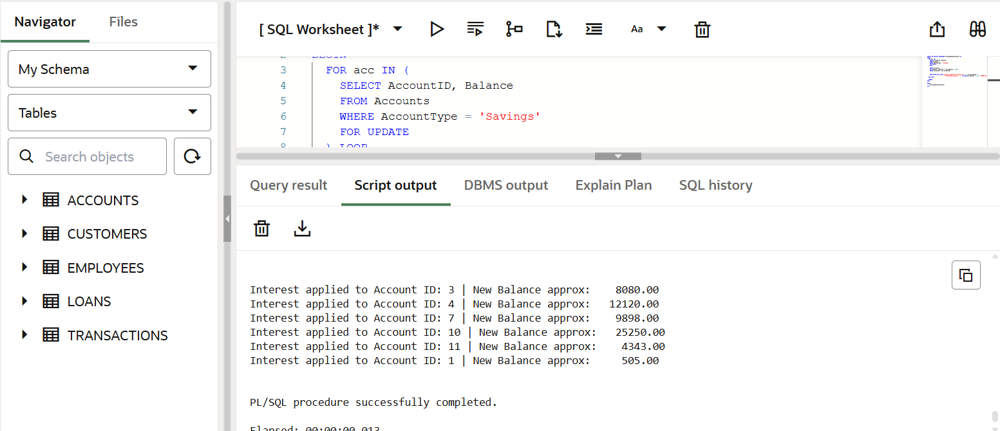 Navigator Files
My Schema
Tables
Search objects
ACCOUNTS
CUSTOMERS
EMPLOYEES
LOANS
TRANSACTIONS
[ SQL Worksheet ]*
Aa
2 BEGIN
3 FOR acc IN (
4 SELECT AccountID, Balance
5 FROM Accounts
6 WHERE AccountType = 'Savings'
7 FOR UPDATE
8 ) LOOP
Query result Script output DBMS output Explain Plan SQL history
Interest applied to Account ID: 3 | New Balance approx: 8080.00
Interest applied to Account ID: 4 | New Balance approx: 12120.00
Interest applied to Account ID: 7 | New Balance approx: 9898.00
Interest applied to Account ID: 10 | New Balance approx: 25250.00
Interest applied to Account ID: 11 | New Balance approx: 4343.00
Interest applied to Account ID: 1 | New Balance approx: 505.00
PL/SQL procedure successfully completed.
Elapsed: 00:00:00.013